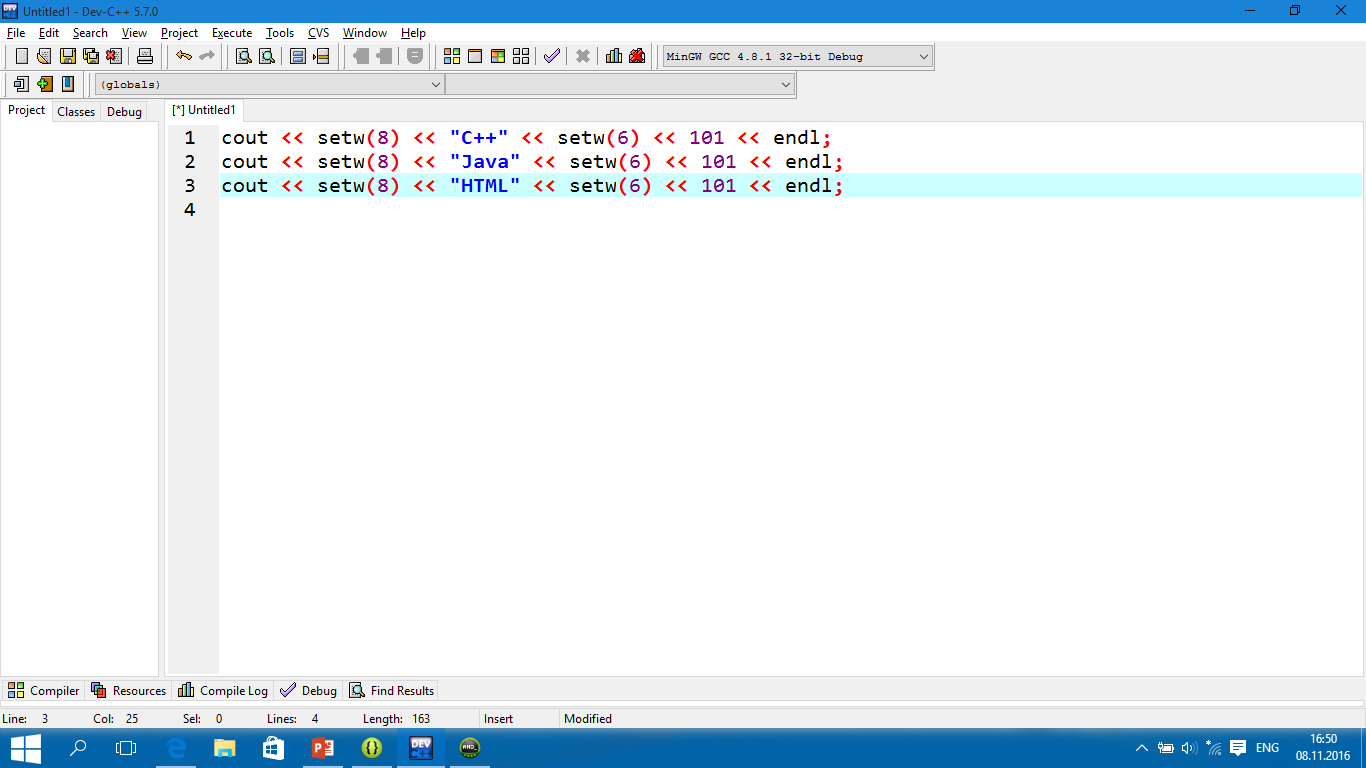 Untitled1 - Dev-C++ 5.7.0
File Edit Search View Project Execute Tools CVS Window Help
MinGW GCC 4.8.1 32-bit Debug
(globals)
Project Classes Debug [*] Untitled1
1 cout << setw(8) << "C++" << setw(6) << 101 << endl;
2 cout << setw(8) << "Java" << setw(6) << 101 << endl;
3 cout << setw(8) << "HTML" << setw(6) << 101 << endl;
4
Compiler Resources Compile Log Debug Find Results
Line: 3 Col: 25 Sel: 0 Lines: 4 Length: 163 Insert Modified
DEV C++ ENG 16:50
08.11.2016